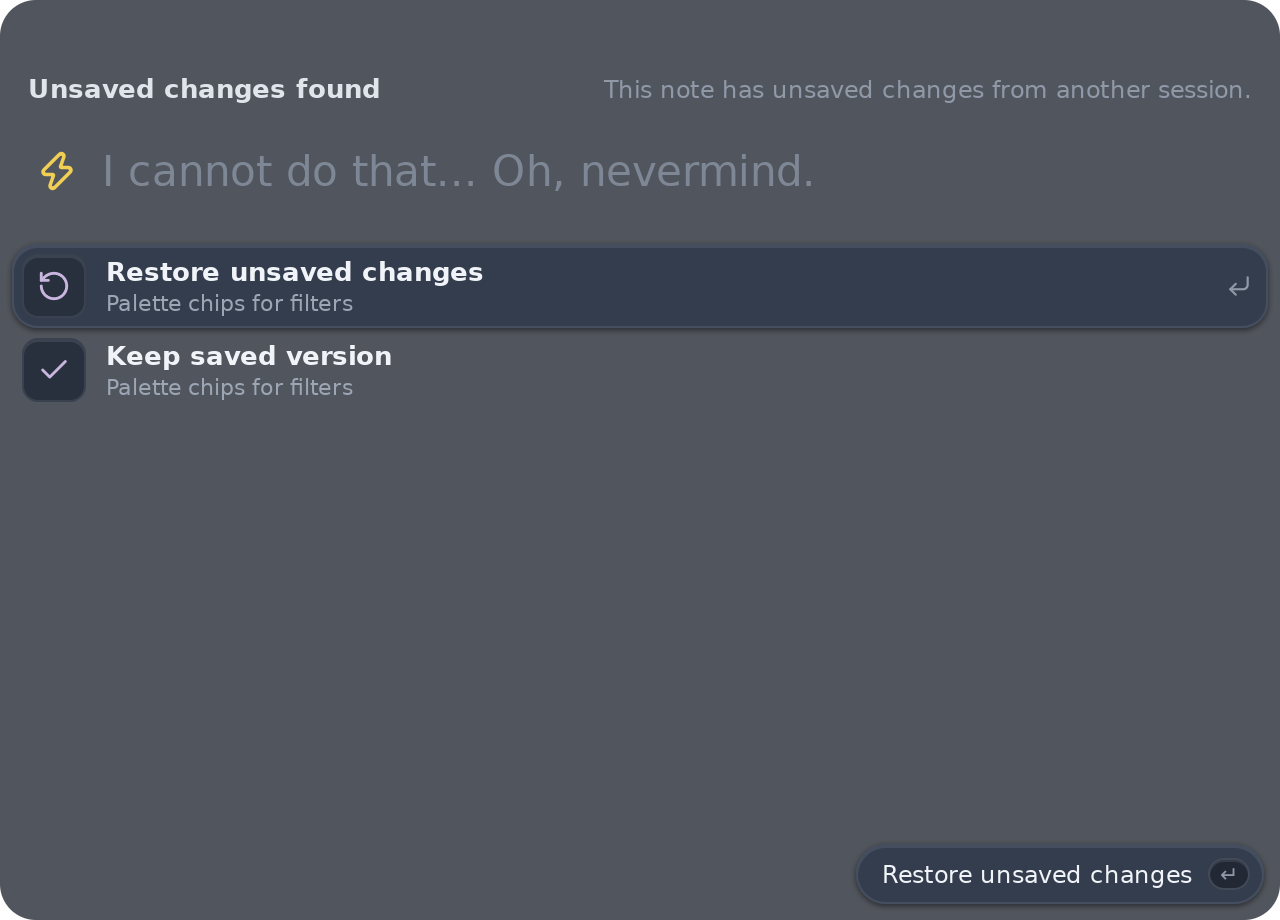 Unsaved changes found
This note has unsaved changes from another session.
I cannot do that… Oh, nevermind.
Restore unsaved changes
Palette chips for filters
Keep saved version
Palette chips for filters
Restore unsaved changes